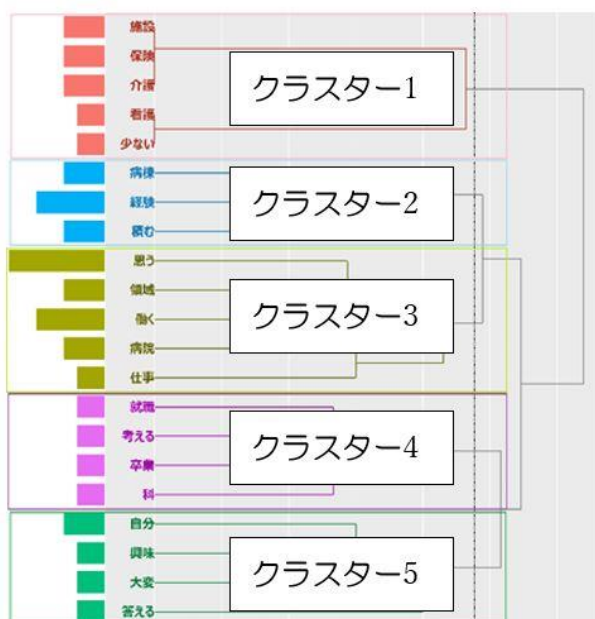 施設
保険
クラスター1
介護
看護
少ない
病棟
経験
クラスター2
積む
思う
領域
働く
クラスター3
病院
仕事
就職
考える
クラスター4
卒業
科
自分
興味
大変
クラスター5
答える